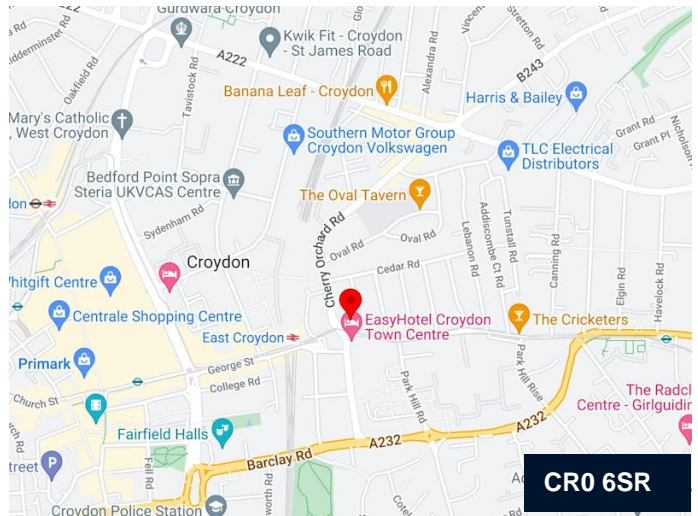 Gurdwara Croydon
Kwik Fit - Croydon
- St James Road
Vincen
Stretton Rd
A222
B243
Oakfield Rd
Tavistock Rd
Alexandra Rd
Banana Leaf - Croydon
Harris & Bailey
Mary's Catholic
, West Croydon
Southern Motor Group
Croydon Volkswagen
Grant Rd
Grant Pl
Nicholson
TLC Electrical
Distributors
Bedford Point Sopra
Steria UKVCAS Centre
The Oval Tavern
Sydenham Rd
Cherry Orchard Rd
Oval Rd
Oval Rd
Addiscombe Ct Rd
Tunstall Rd
Lebanon Rd
Canning Rd
Croydon
Cedar Rd
Elgin Rd
Havelock Rd
Whitgift Centre
Centrale Shopping Centre
East Croydon
EasyHotel Croydon
Town Centre
The Cricketers
Primark
George St
College Rd
Church St
Park Hill Rd
Park Hill Rise
The Radcl
Centre - Girlguidin
Fairfield Halls
A232
A232
Barclay Rd
Street
Fell Rd
worth Rd
Croydon Police Station
CR0 6SR